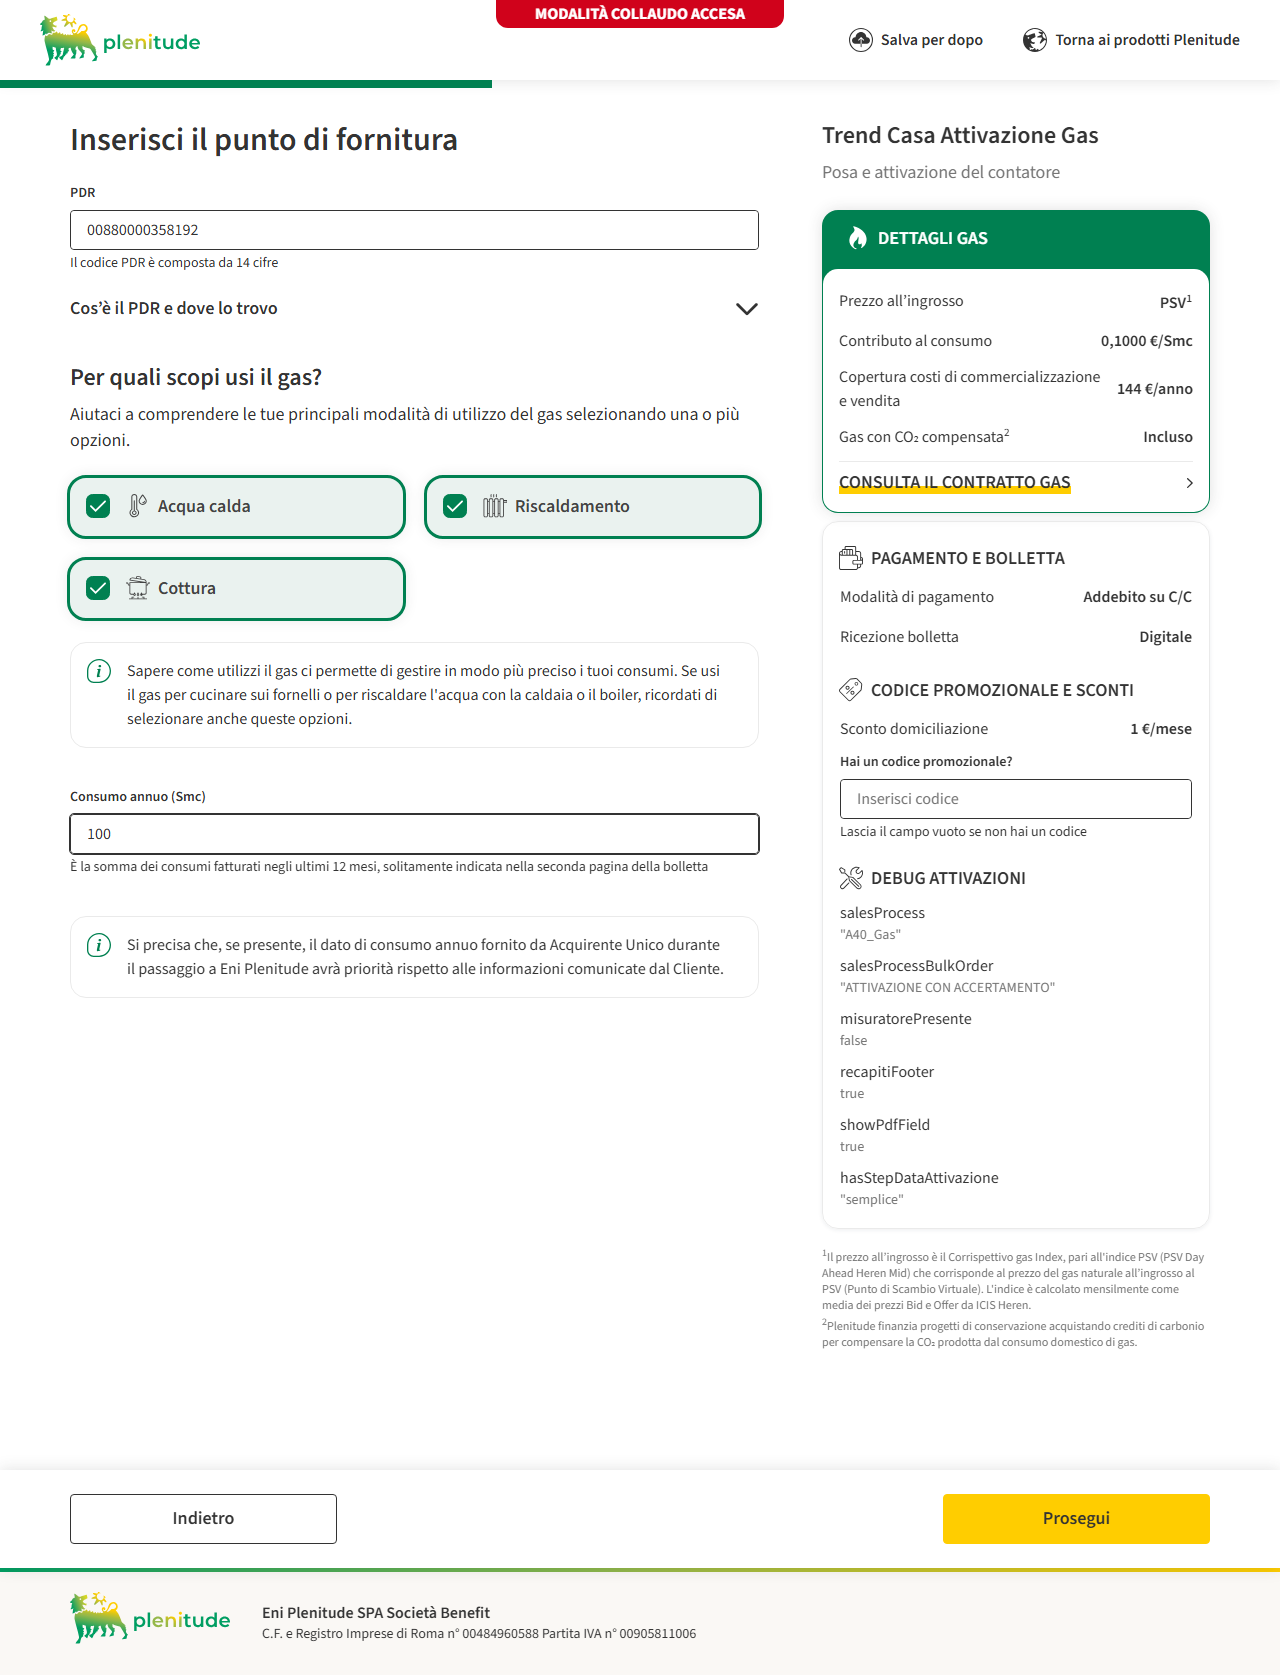 MODALITÀ COLLAUDO ACCESA
plenitude
Salva per dopo
Torna ai prodotti Plenitude
Inserisci il punto di fornitura
PDR
00880000358192
Il codice PDR è composta da 14 cifre
Cos’è il PDR e dove lo trovo
Per quali scopi usi il gas?
Aiutaci a comprendere le tue principali modalità di utilizzo del gas selezionando una o più
opzioni.
Acqua calda
Riscaldamento
Cottura
Sapere come utilizzi il gas ci permette di gestire in modo più preciso i tuoi consumi. Se usi
il gas per cucinare sui fornelli o per riscaldare l'acqua con la caldaia o il boiler, ricordati di
selezionare anche queste opzioni.
Consumo annuo (Smc)
100
È la somma dei consumi fatturati negli ultimi 12 mesi, solitamente indicata nella seconda pagina della bolletta
Si precisa che, se presente, il dato di consumo annuo fornito da Acquirente Unico durante
il passaggio a Eni Plenitude avrà priorità rispetto alle informazioni comunicate dal Cliente.
Trend Casa Attivazione Gas
Posa e attivazione del contatore
DETTAGLI GAS
Prezzo all’ingrosso PSV¹
Contributo al consumo 0,1000 €/Smc
Copertura costi di commercializzazione
e vendita 144 €/anno
Gas con CO₂ compensata² Incluso
CONSULTA IL CONTRATTO GAS
PAGAMENTO E BOLLETTA
Modalità di pagamento Addebito su C/C
Ricezione bolletta Digitale
CODICE PROMOZIONALE E SCONTI
Sconto domiciliazione 1 €/mese
Hai un codice promozionale?
Inserisci codice
Lascia il campo vuoto se non hai un codice
DEBUG ATTIVAZIONI
salesProcess
"A40_Gas"
salesProcessBulkOrder
"ATTIVAZIONE CON ACCERTAMENTO"
misuratorePresente
false
recapitiFooter
true
showPdfField
true
hasStepDataAttivazione
"semplice"
¹Il prezzo all’ingrosso è il Corrispettivo gas Index, pari all'indice PSV (PSV Day
Ahead Heren Mid) che corrisponde al prezzo del gas naturale all’ingrosso al
PSV (Punto di Scambio Virtuale). L’indice è calcolato mensilmente come
media dei prezzi Bid e Offer da ICIS Heren.
²Plenitude finanzia progetti di conservazione acquistando crediti di carbonio
per compensare la CO₂ prodotta dal consumo domestico di gas.
Indietro
Prosegui
plenitude
Eni Plenitude SPA Società Benefit
C.F. e Registro Imprese di Roma n° 00484960588 Partita IVA n° 00905811006